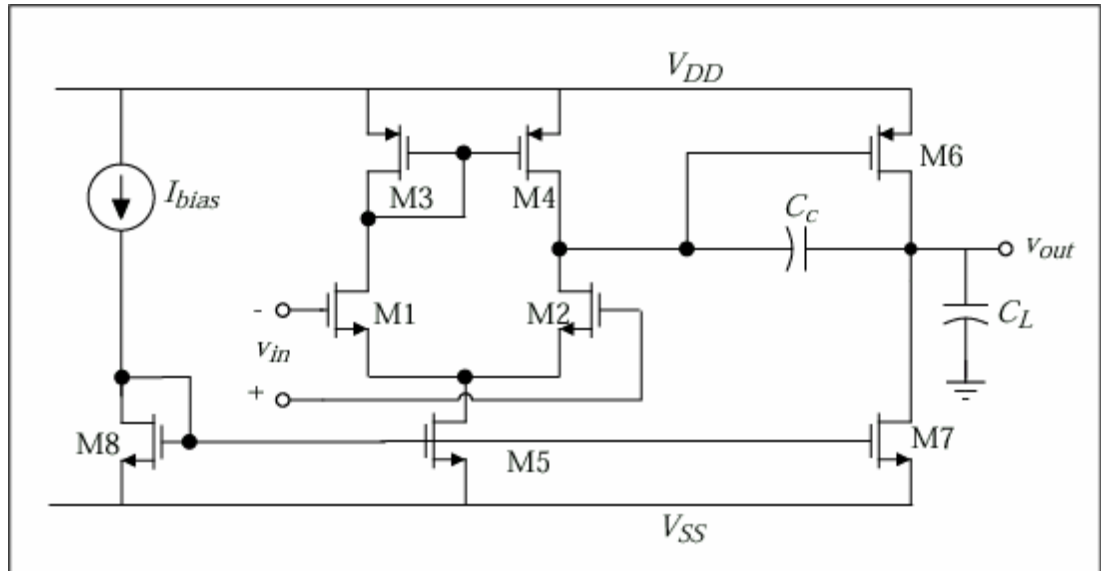 V_DD
M6
I_bias
M3
M4
C_c
v_out
-
M1
M2
C_L
v_in
+
M8
M5
M7
V_SS